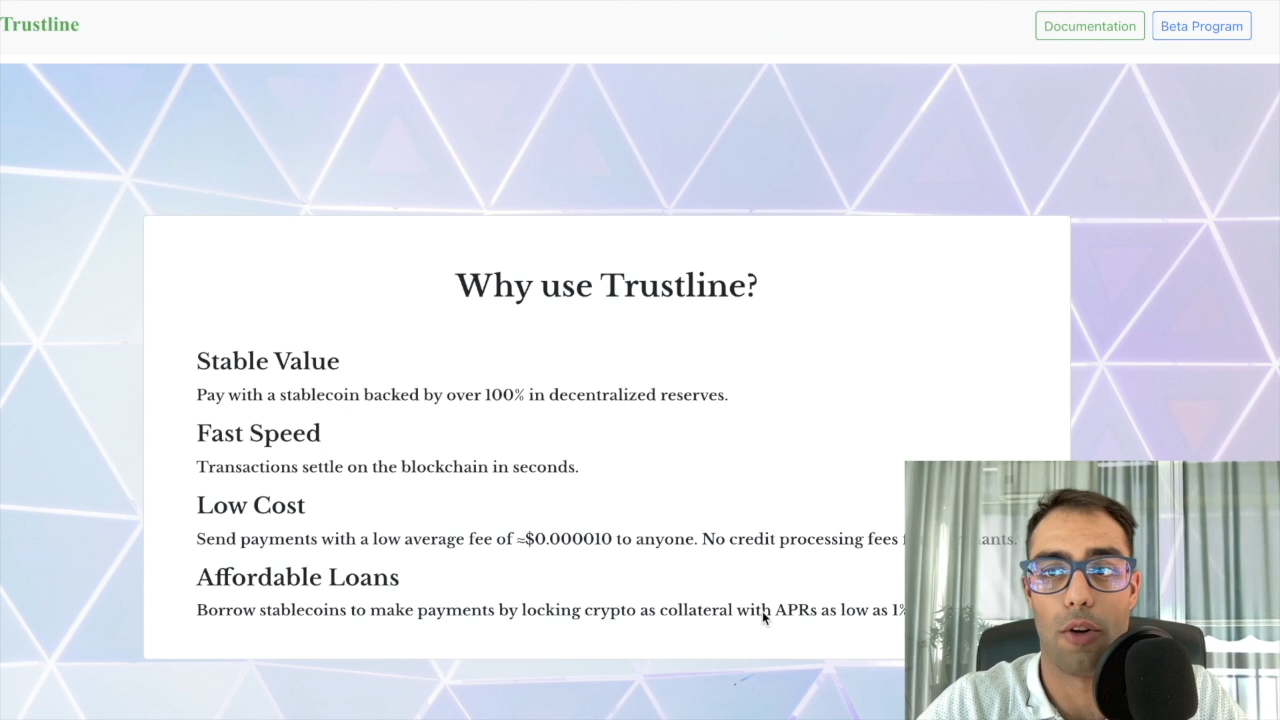 Trustline
Documentation
Beta Program
Why use Trustline?
Stable Value
Pay with a stablecoin backed by over 100% in decentralized reserves.
Fast Speed
Transactions settle on the blockchain in seconds.
Low Cost
Send payments with a low average fee of ≈$0.000010 to anyone. No credit processing fees
Affordable Loans
Borrow stablecoins to make payments by locking crypto as collateral with APRs as low as 1%